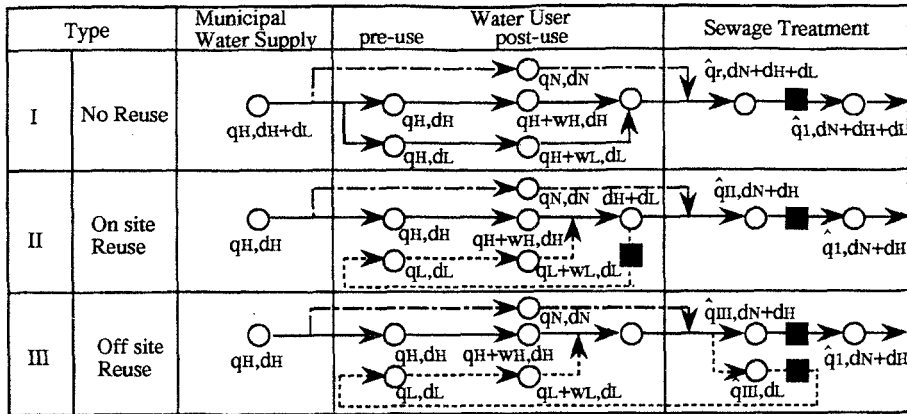 Type
Municipal Water Supply
Water User
pre-use
post-use
Sewage Treatment
I
No Reuse
qH,dH+dL
qN,dN
qH,dH
qH+wH,dH
qH,dL
qH+wL,dL
q̂r,dN+dH+dL
q̂1,dN+dH+dL
II
On site
Reuse
qH,dH
qN,dN
dH+dL
qH,dH
qH+wH,dH
qL,dL
qL+wL,dL
q̂II,dN+dH
q̂1,dN+dH
III
Off site
Reuse
qH,dH
qN,dN
qH,dH
qH+wH,dH
qL,dL
qL+wL,dL
q̂III,dN+dH
q̂1,dN+dH
q̂III,dL